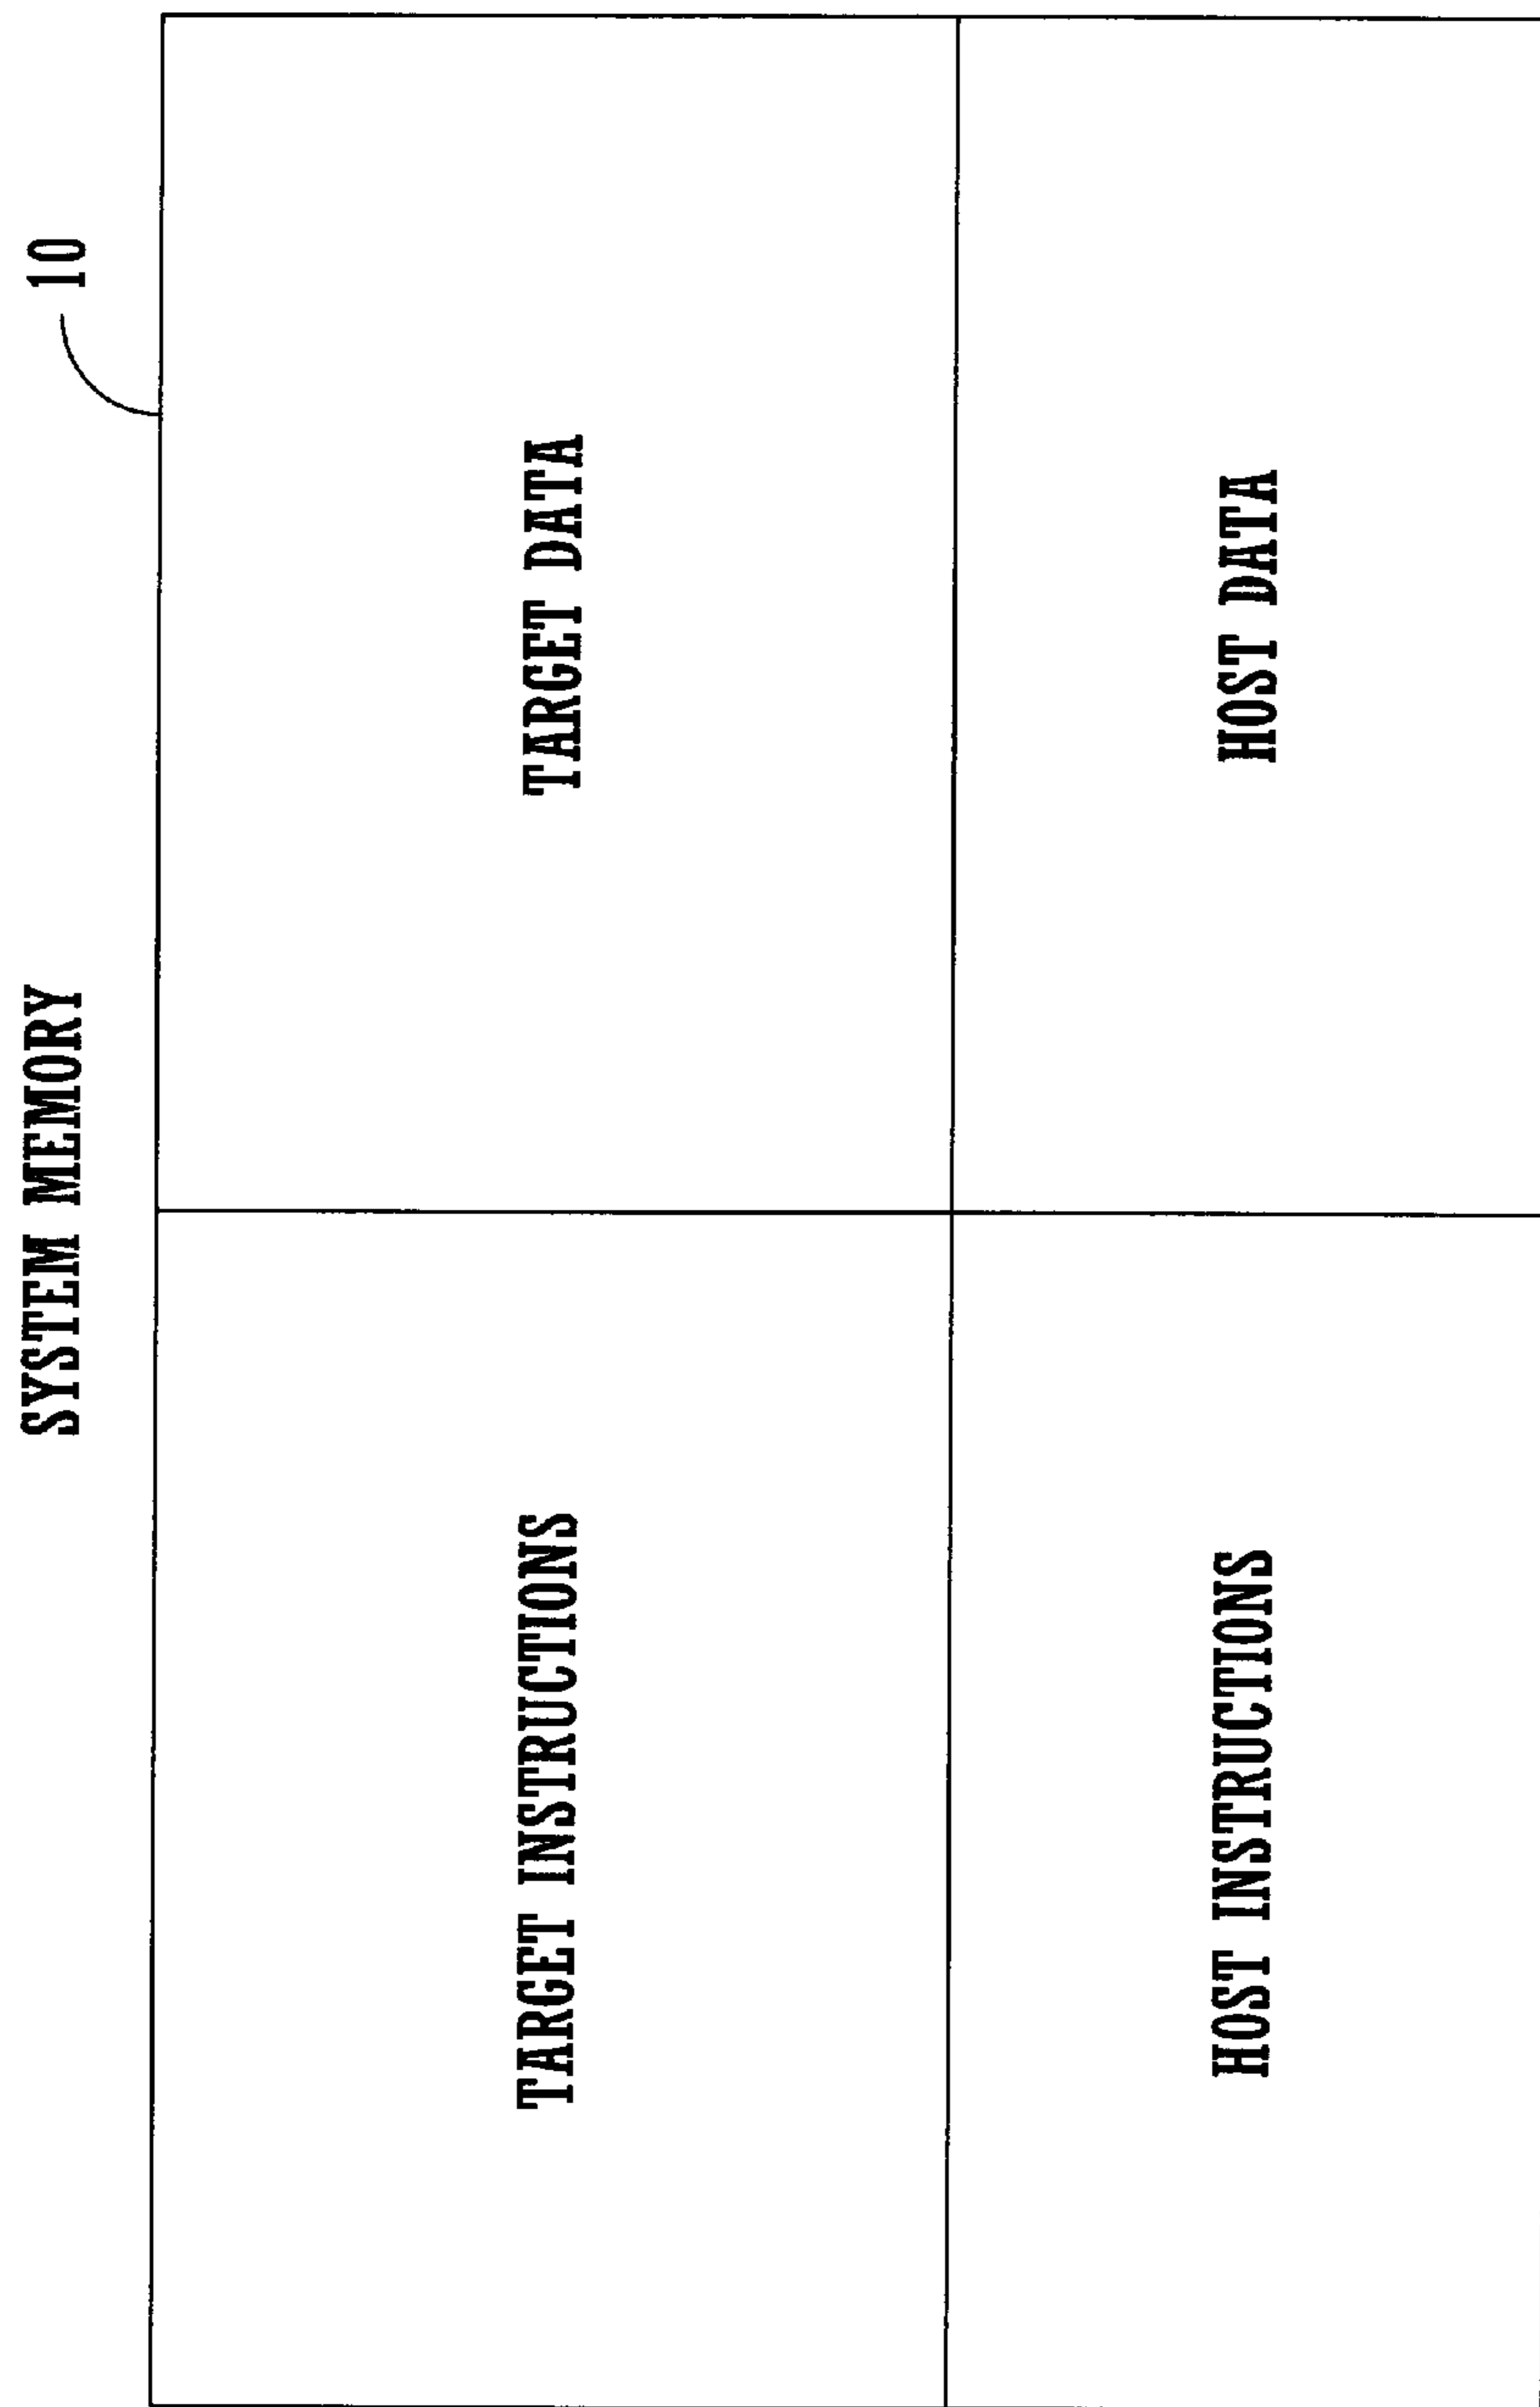 SYSTEM MEMORY
10
TARGET INSTRUCTIONS
TARGET DATA
HOST INSTRUCTIONS
HOST DATA